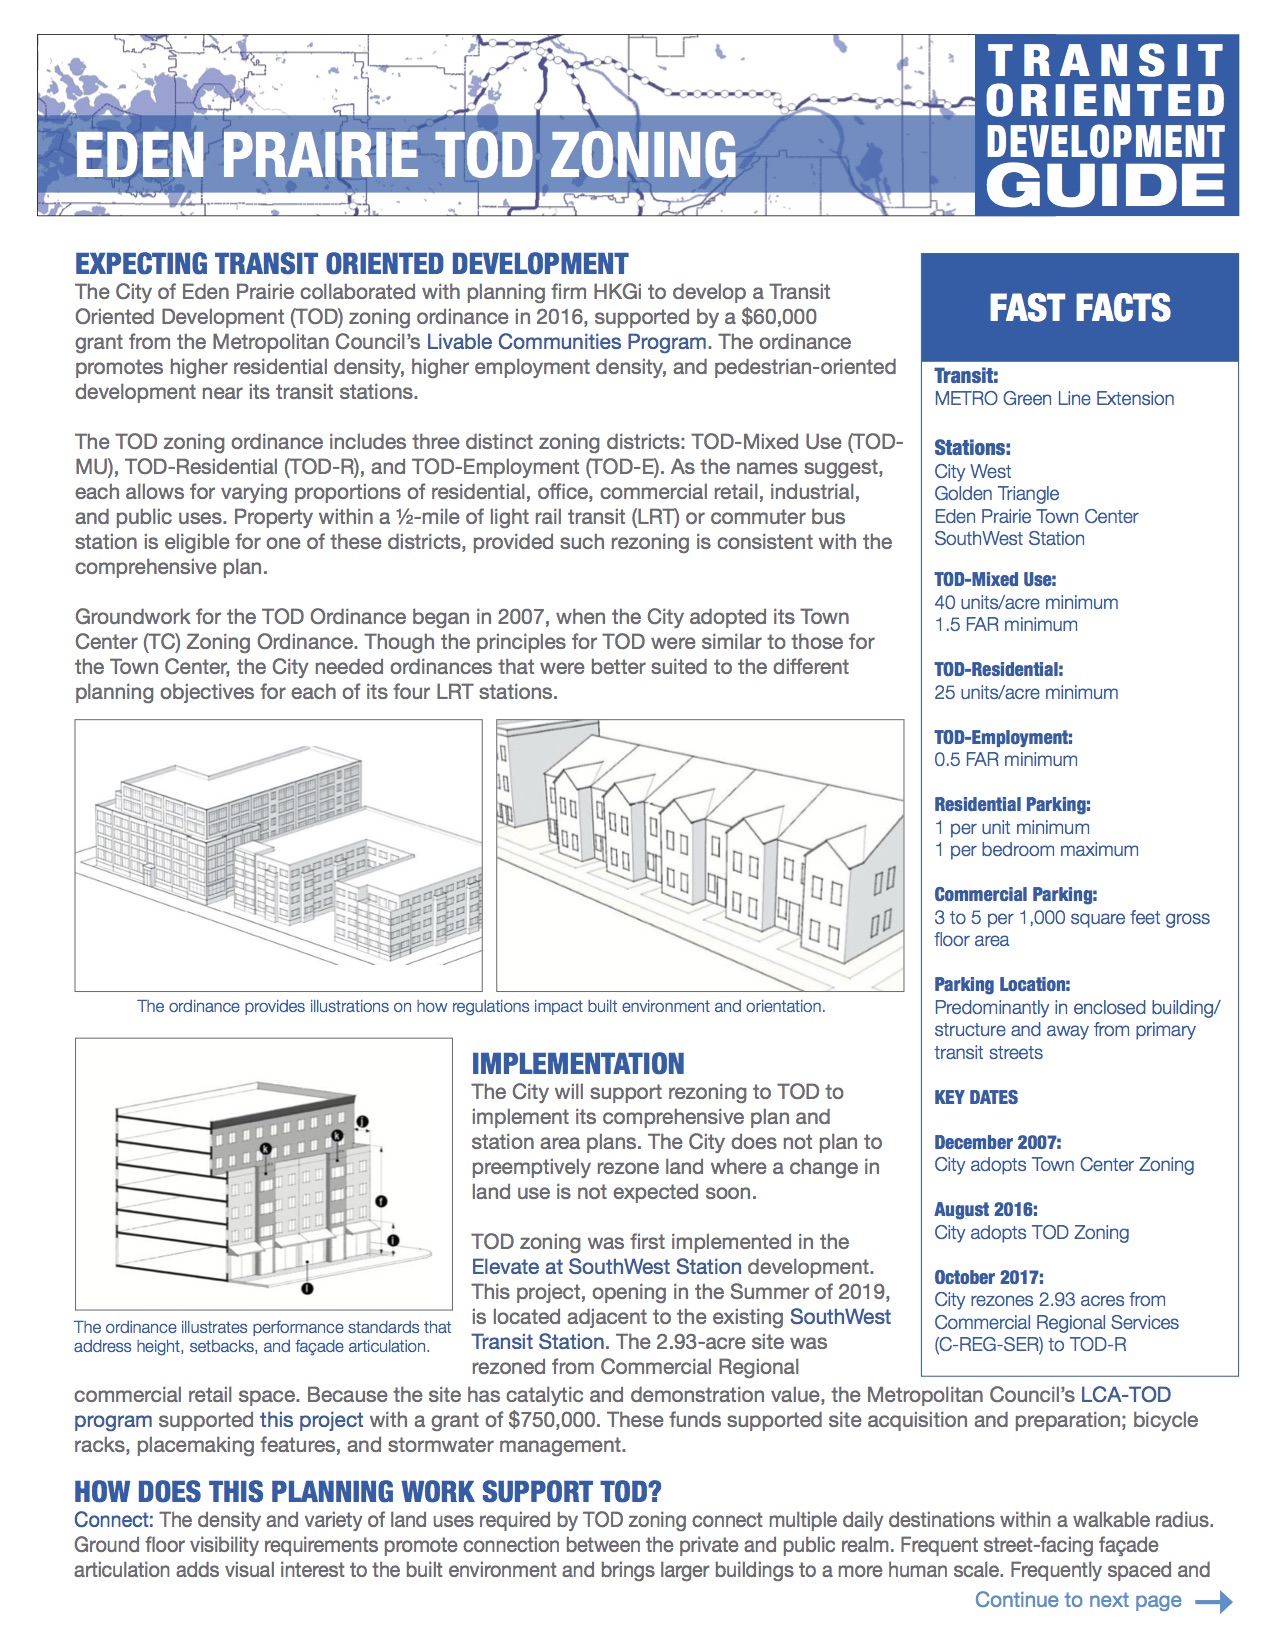 EDEN PRAIRIE TOD ZONING
TRANSIT
ORIENTED
DEVELOPMENT
GUIDE
EXPECTING TRANSIT ORIENTED DEVELOPMENT
The City of Eden Prairie collaborated with planning firm HKGi to develop a Transit
Oriented Development (TOD) zoning ordinance in 2016, supported by a $60,000
grant from the Metropolitan Council's Livable Communities Program. The ordinance
promotes higher residential density, higher employment density, and pedestrian-oriented
development near its transit stations.
The TOD zoning ordinance includes three distinct zoning districts: TOD-Mixed Use (TOD-
MU), TOD-Residential (TOD-R), and TOD-Employment (TOD-E). As the names suggest,
each allows for varying proportions of residential, office, commercial retail, industrial,
and public uses. Property within a ½-mile of light rail transit (LRT) or commuter bus
station is eligible for one of these districts, provided such rezoning is consistent with the
comprehensive plan.
Groundwork for the TOD Ordinance began in 2007, when the City adopted its Town
Center (TC) Zoning Ordinance. Though the principles for TOD were similar to those for
the Town Center, the City needed ordinances that were better suited to the different
planning objectives for each of its four LRT stations.
The ordinance provides illustrations on how regulations impact built environment and orientation.
k
k
j
f
i
l
The ordinance illustrates performance standards that
address height, setbacks, and façade articulation.
IMPLEMENTATION
The City will support rezoning to TOD to
implement its comprehensive plan and
station area plans. The City does not plan to
preemptively rezone land where a change in
land use is not expected soon.
TOD zoning was first implemented in the
Elevate at SouthWest Station development.
This project, opening in the Summer of 2019,
is located adjacent to the existing SouthWest
Transit Station. The 2.93-acre site was
rezoned from Commercial Regional
commercial retail space. Because the site has catalytic and demonstration value, the Metropolitan Council's LCA-TOD
program supported this project with a grant of $750,000. These funds supported site acquisition and preparation; bicycle
racks, placemaking features, and stormwater management.
HOW DOES THIS PLANNING WORK SUPPORT TOD?
Connect: The density and variety of land uses required by TOD zoning connect multiple daily destinations within a walkable radius.
Ground floor visibility requirements promote connection between the private and public realm. Frequent street-facing façade
articulation adds visual interest to the built environment and brings larger buildings to a more human scale. Frequently spaced and
Continue to next page
FAST FACTS
Transit:
METRO Green Line Extension
Stations:
City West
Golden Triangle
Eden Prairie Town Center
SouthWest Station
TOD-Mixed Use:
40 units/acre minimum
1.5 FAR minimum
TOD-Residential:
25 units/acre minimum
TOD-Employment:
0.5 FAR minimum
Residential Parking:
1 per unit minimum
1 per bedroom maximum
Commercial Parking:
3 to 5 per 1,000 square feet gross
floor area
Parking Location:
Predominantly in enclosed building/
structure and away from primary
transit streets
KEY DATES
December 2007:
City adopts Town Center Zoning
August 2016:
City adopts TOD Zoning
October 2017:
City rezones 2.93 acres from
Commercial Regional Services
(C-REG-SER) to TOD-R